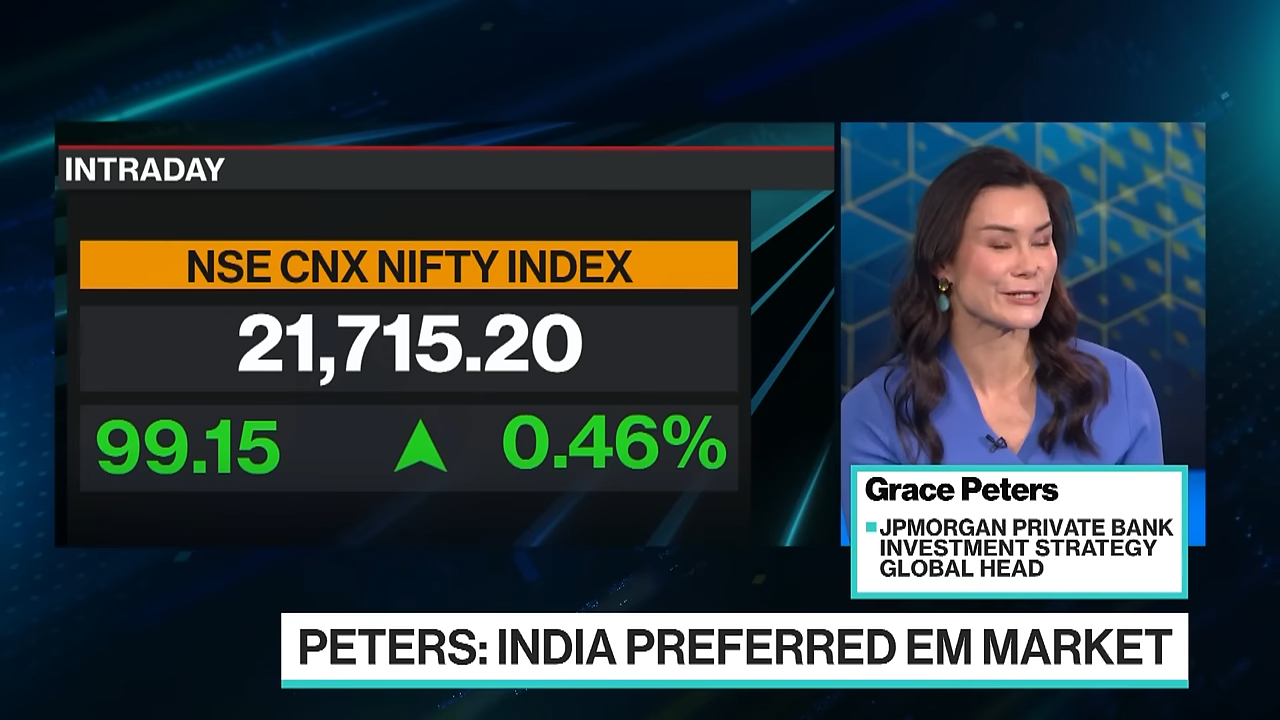 INTRADAY
NSE CNX NIFTY INDEX
21,715.20
99.15 ▲ 0.46%
Grace Peters
JPMORGAN PRIVATE BANK
INVESTMENT STRATEGY
GLOBAL HEAD
PETERS: INDIA PREFERRED EM MARKET